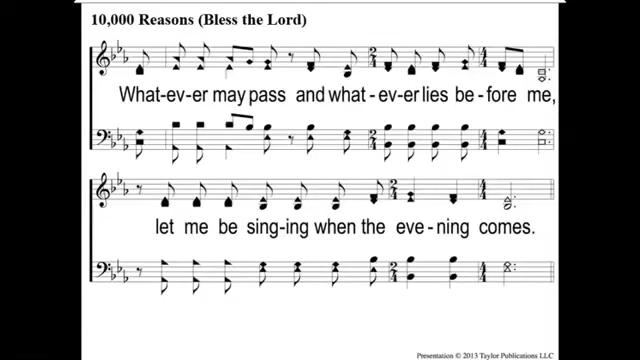 10,000 Reasons (Bless the Lord)
What-ev-er may pass and what - ev-er lies be - fore me,
let me be sing-ing when the eve - ning comes.
Presentation © 2013 Taylor Publications LLC